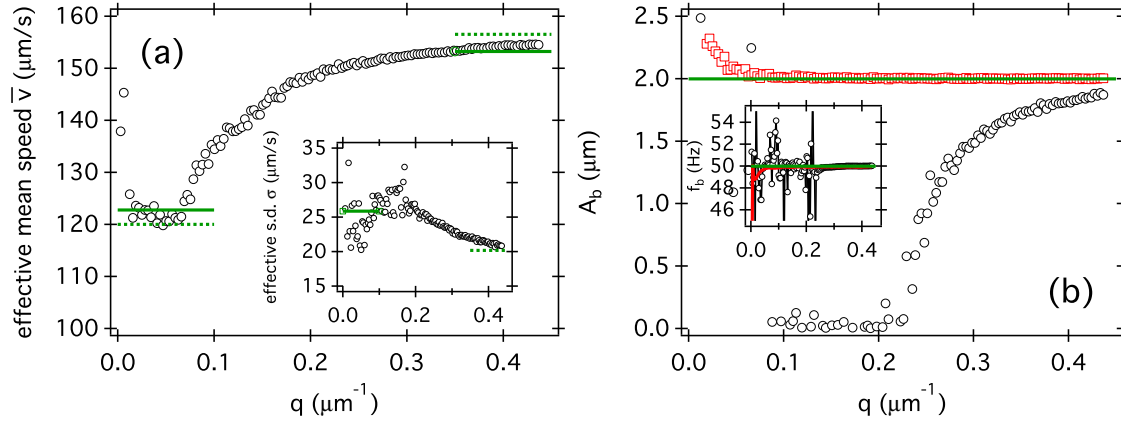 (a)
effective mean speed v̅ (μm/s)
160
150
140
130
120
110
100
0.0 0.1 0.2 0.3 0.4
q (μm⁻¹)
effective s.d. σ (μm/s)
35
30
25
20
15
0.0 0.4
(b)
A_b (μm)
2.5
2.0
1.5
1.0
0.5
0.0
0.0 0.1 0.2 0.3 0.4
q (μm⁻¹)
f_b (Hz)
54
52
50
48
46
0.0 0.2 0.4